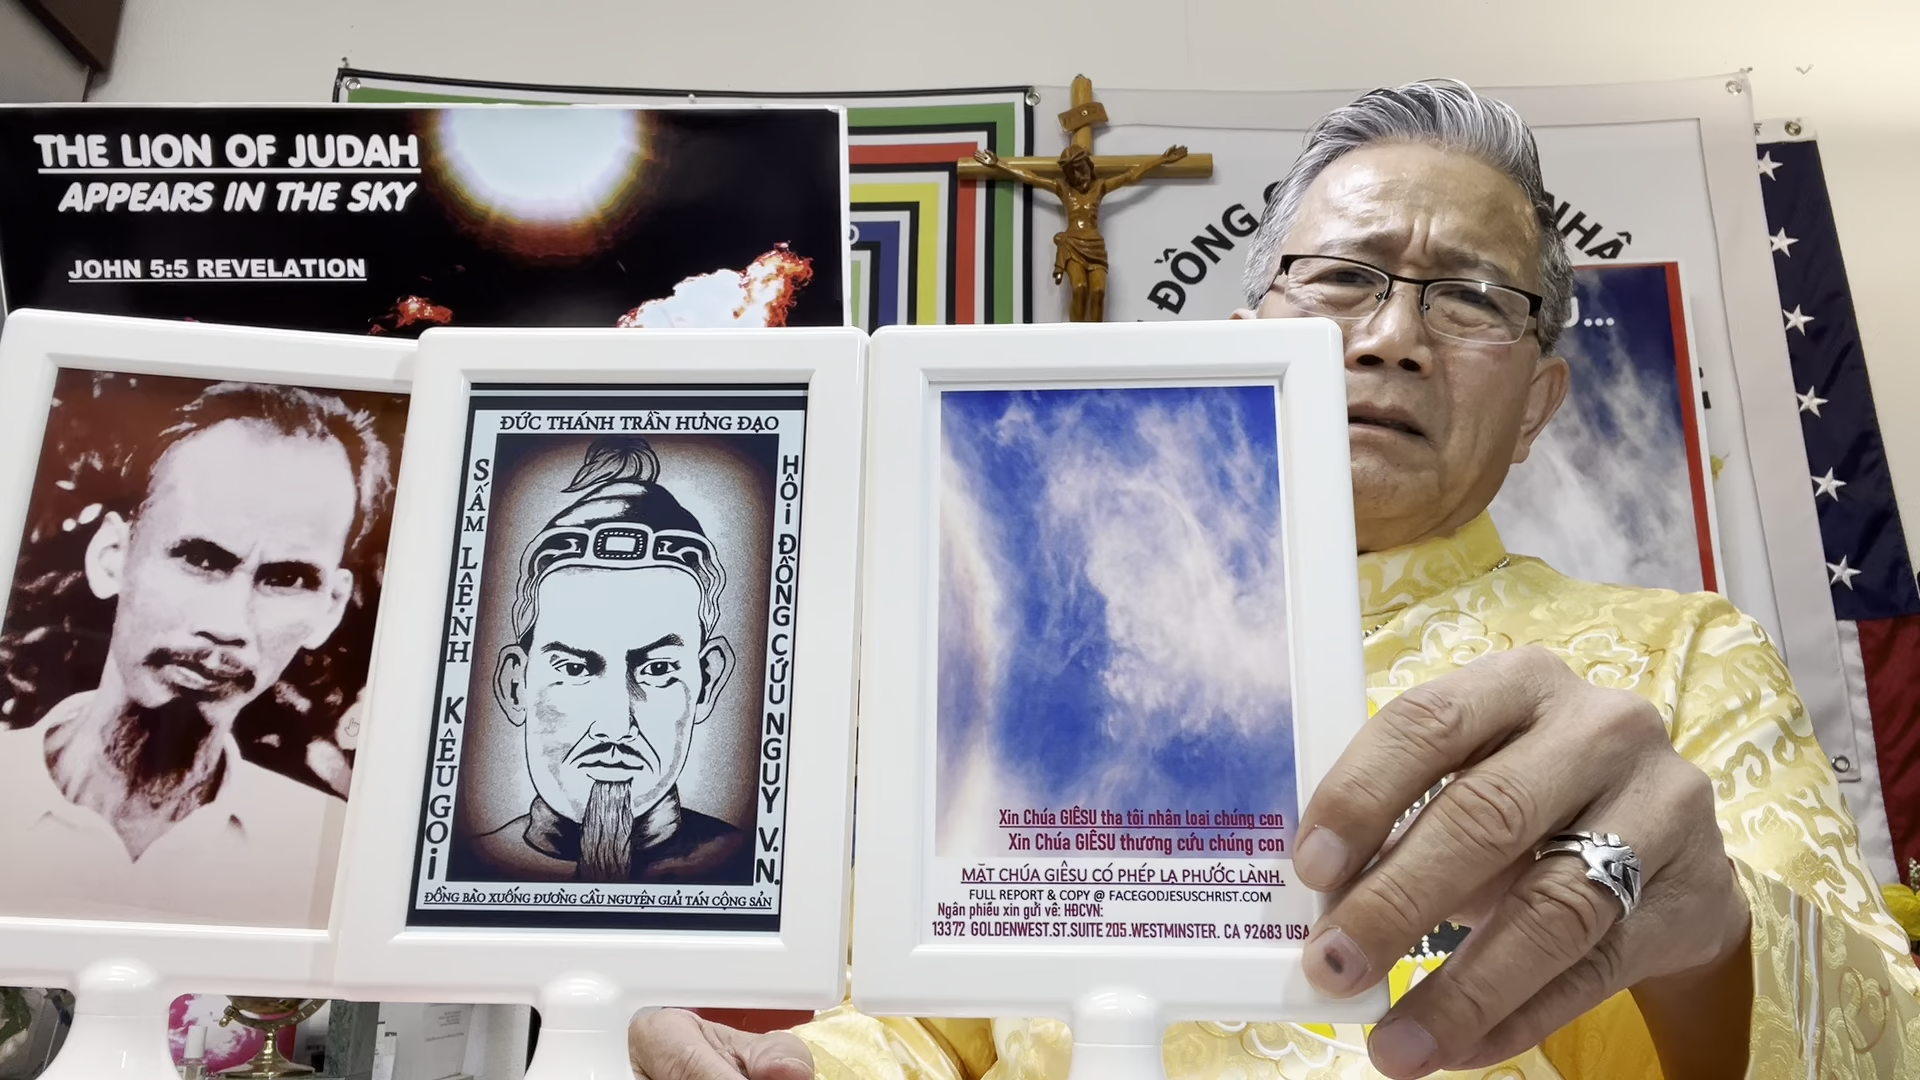 THE LION OF JUDAH
APPEARS IN THE SKY
JOHN 5:5 REVELATION
ĐỒNG
NHÂ
U...
ĐỨC THÁNH TRẦN HƯNG ĐẠO
SẤM LỆNH KÊU GỌI
HỘI ĐỒNG CỨU NGUY V.N.
ĐỒNG BÀO XUỐNG ĐƯỜNG CẦU NGUYỆN GIẢI TÁN CỘNG SẢN
Xin Chúa GIÊSU tha tội nhân loại chúng con
Xin Chúa GIÊSU thương cứu chúng con
MẶT CHÚA GIÊSU CÓ PHÉP LẠ PHƯỚC LÀNH.
FULL REPORT & COPY @ FACEGODJESUSCHRIST.COM
Ngân phiếu xin gửi về: HĐCVN:
13372 GOLDENWEST.ST.SUITE 205.WESTMINSTER. CA 92683 USA